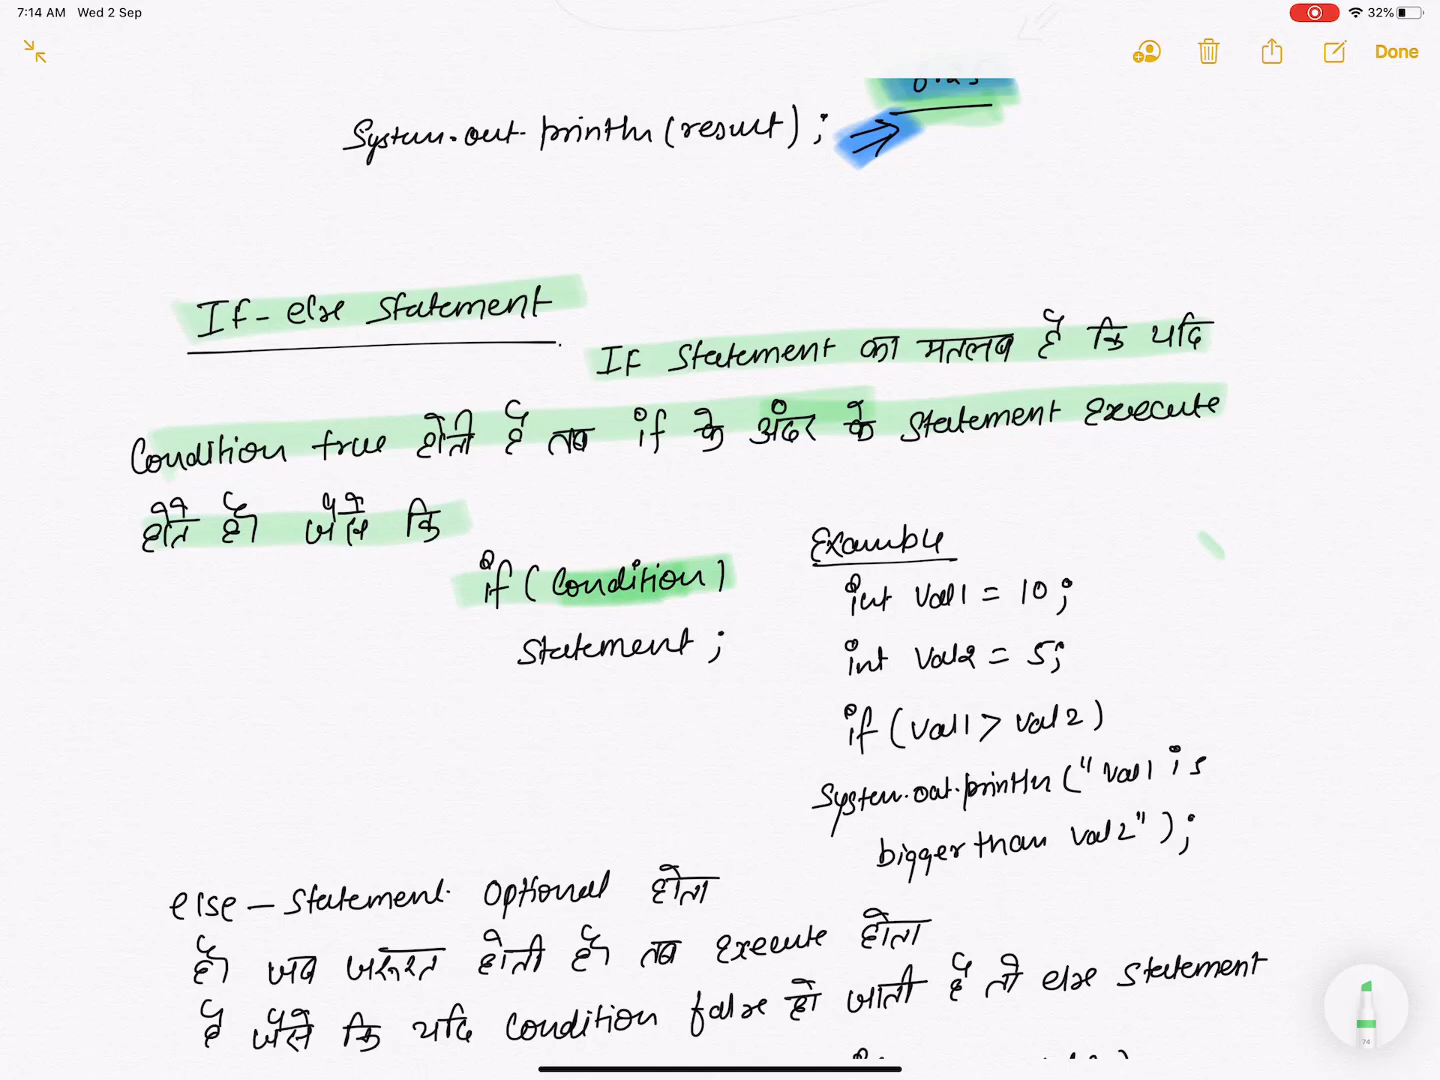 7:14 AM Wed 2 Sep
32%
Done
System.out.println(result);
If-else Statement
If Statement का मतलब है कि यदि
Condition true होती है तब if के अंदर के Statement Execute
होते है। जैसे कि
if (Condition)
Statement;
Example
int val1 = 10;
int val2 = 5;
if (val1 > val2)
System.out.println("val1 is
bigger than val2");
else - Statement Optional होता
है। जब जरूरत होती है। तब Execute होता
है जैसे कि यदि Condition false हो जाती है तो else Statement
74